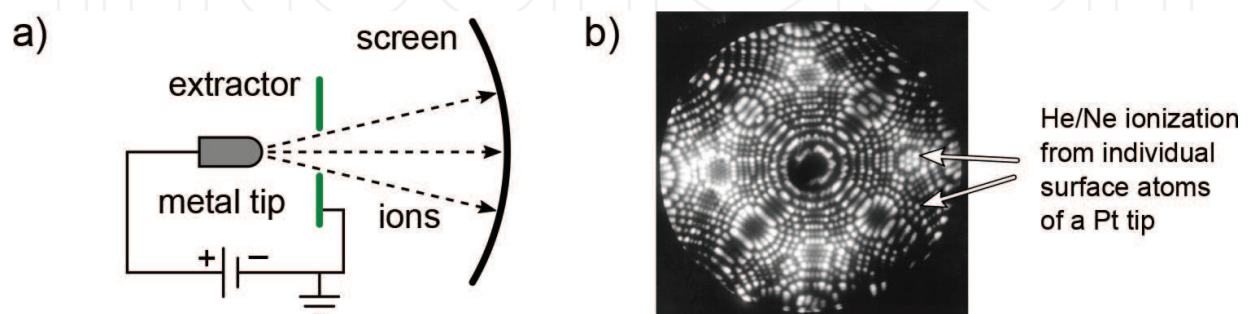 a)
screen
extractor
metal tip
ions
+ −
b)
He/Ne ionization
from individual
surface atoms
of a Pt tip